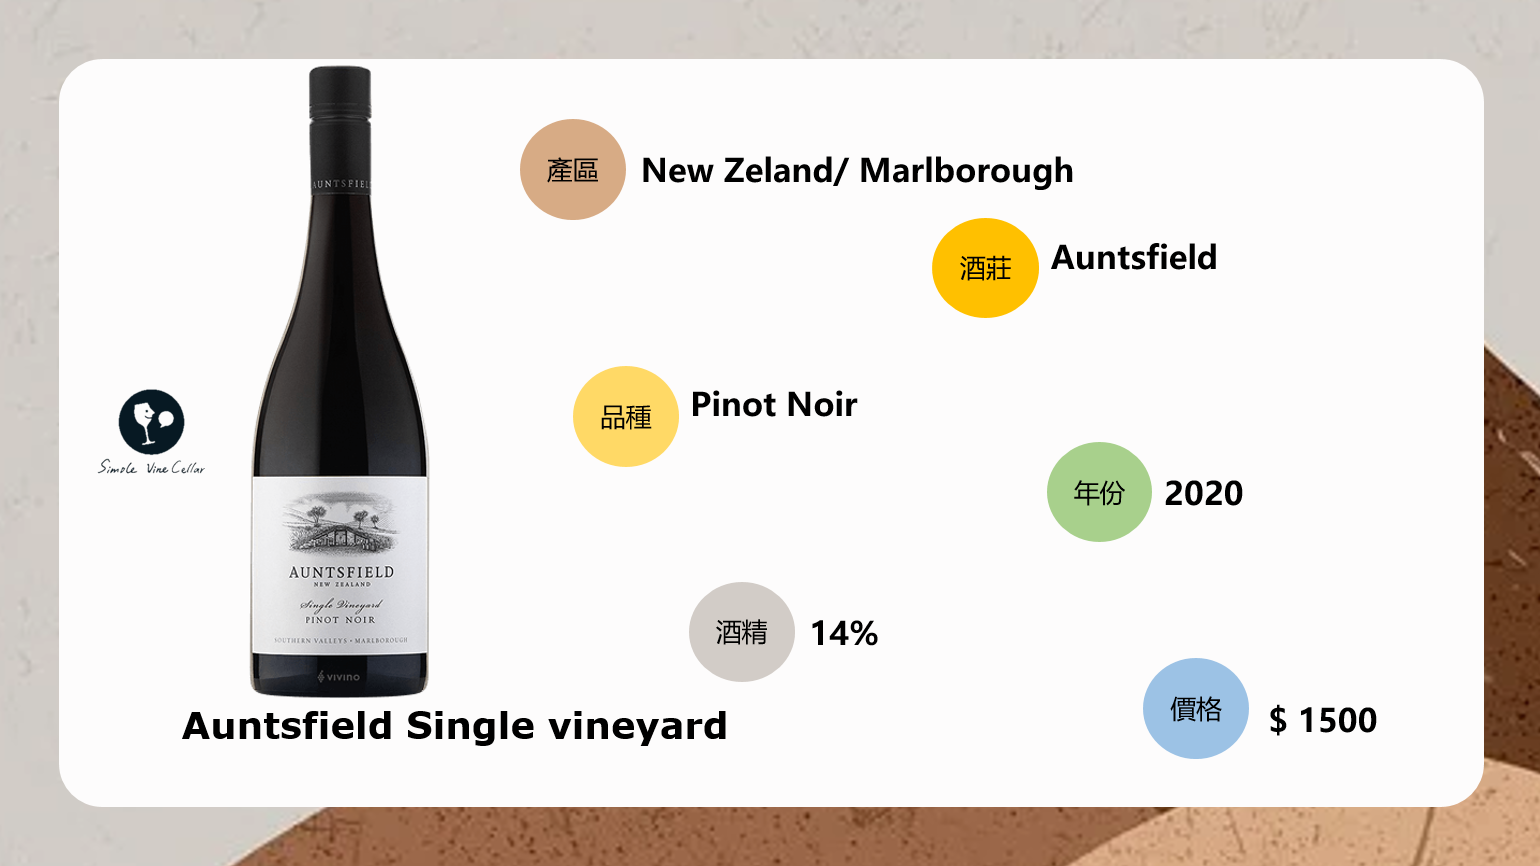 AUNTSFIEL
產區
New Zeland/ Marlborough
酒莊
Auntsfield
品種
Pinot Noir
Simple Vine Cellar
年份
2020
AUNTSFIELD
NEW ZEALAND
Single Vineyard
PINOT NOIR
SOUTHERN VALLEYS • MARLBOROUGH
酒精
14%
vivino
價格
$ 1500
Auntsfield Single vineyard